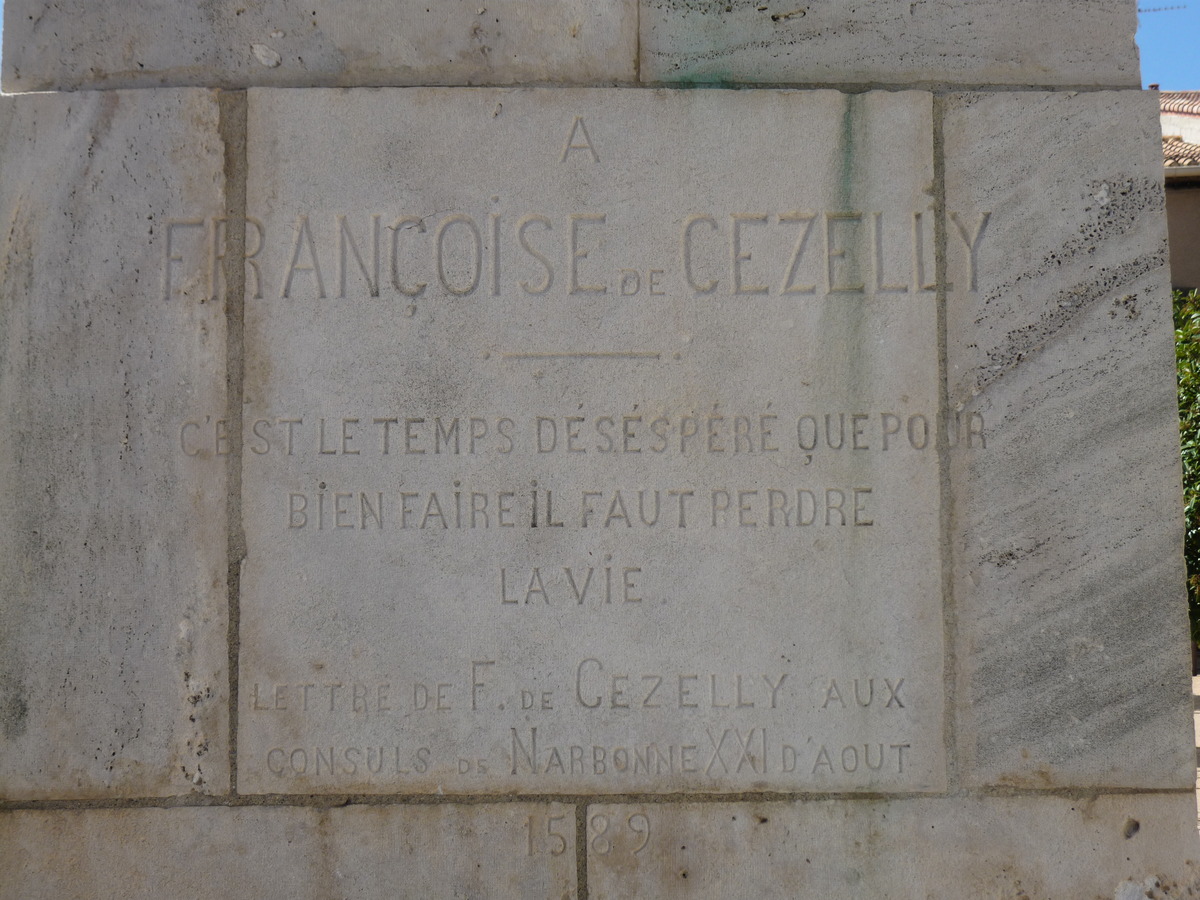 A
FRANÇOISE DE CEZELLY
C'EST LE TEMPS DÉSÉSPÉRÉ QUE POUR
BIEN FAIRE IL FAUT PERDRE
LA VIE.
LETTRE DE F. DE CEZELLY AUX
CONSULS DE NARBONNE XXI D'AOUT
1589